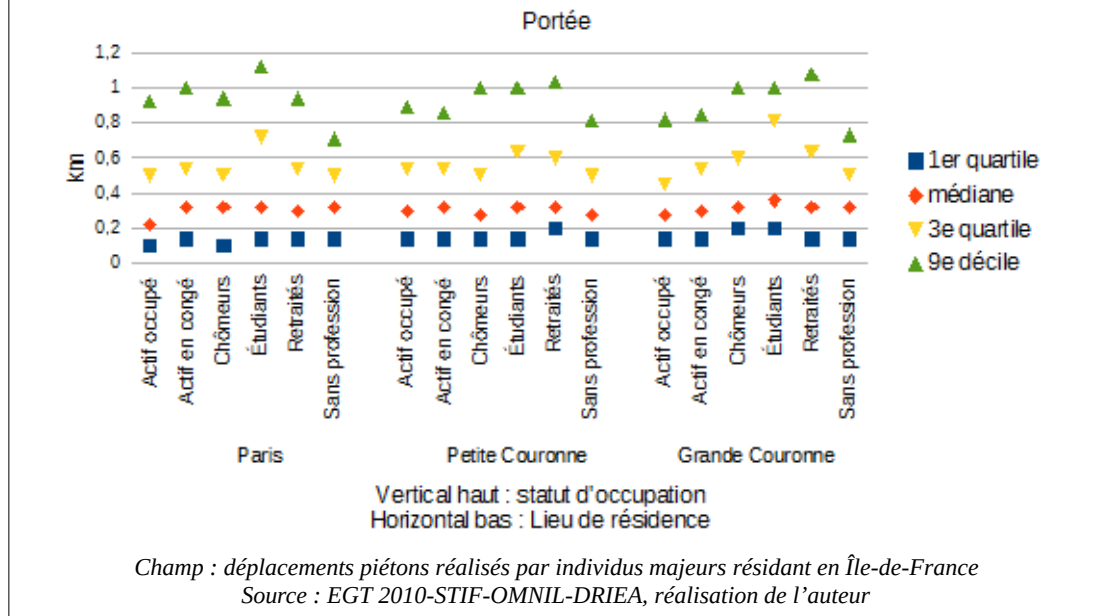 Portée
km
1,2
1
0,8
0,6
0,4
0,2
0
1er quartile
médiane
3e quartile
9e décile
Actif occupé
Actif en congé
Chômeurs
Étudiants
Retraités
Sans profession
Actif occupé
Actif en congé
Chômeurs
Étudiants
Retraités
Sans profession
Actif occupé
Actif en congé
Chômeurs
Étudiants
Retraités
Sans profession
Paris
Petite Couronne
Grande Couronne
Vertical haut : statut d'occupation
Horizontal bas : Lieu de résidence
Champ : déplacements piétons réalisés par individus majeurs résidant en Île-de-France
Source : EGT 2010-STIF-OMNIL-DRIEA, réalisation de l'auteur